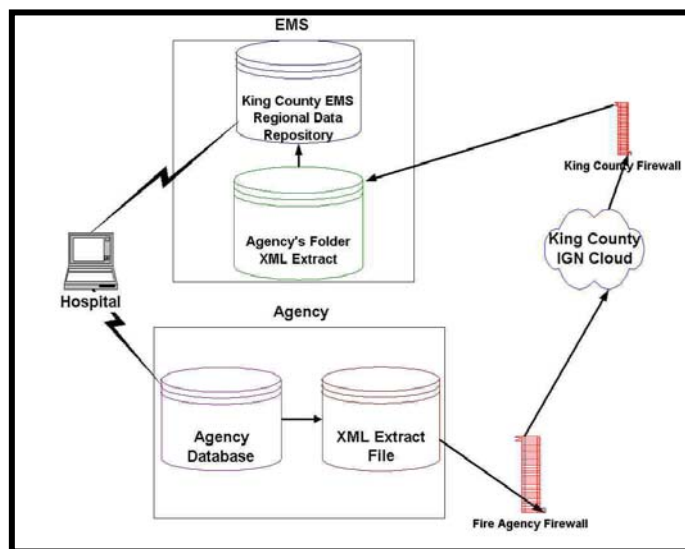 EMS
King County EMS
Regional Data
Repository
King County Firewall
Agency's Folder
XML Extract
King County
IGN Cloud
Hospital
Agency
Agency
Database
XML Extract
File
Fire Agency Firewall